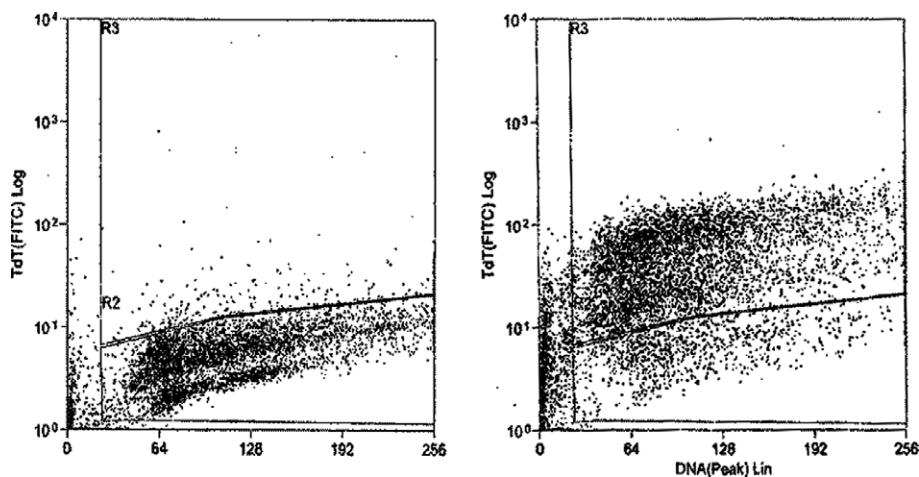 10⁴
R3
10³
10²
R2
10¹
10⁰
TdT(FITC) Log
0 64 128 192 256
10⁴
R3
10³
10²
10¹
10⁰
TdT(FITC) Log
0 64 128 192 256
DNA(Peak) Lin